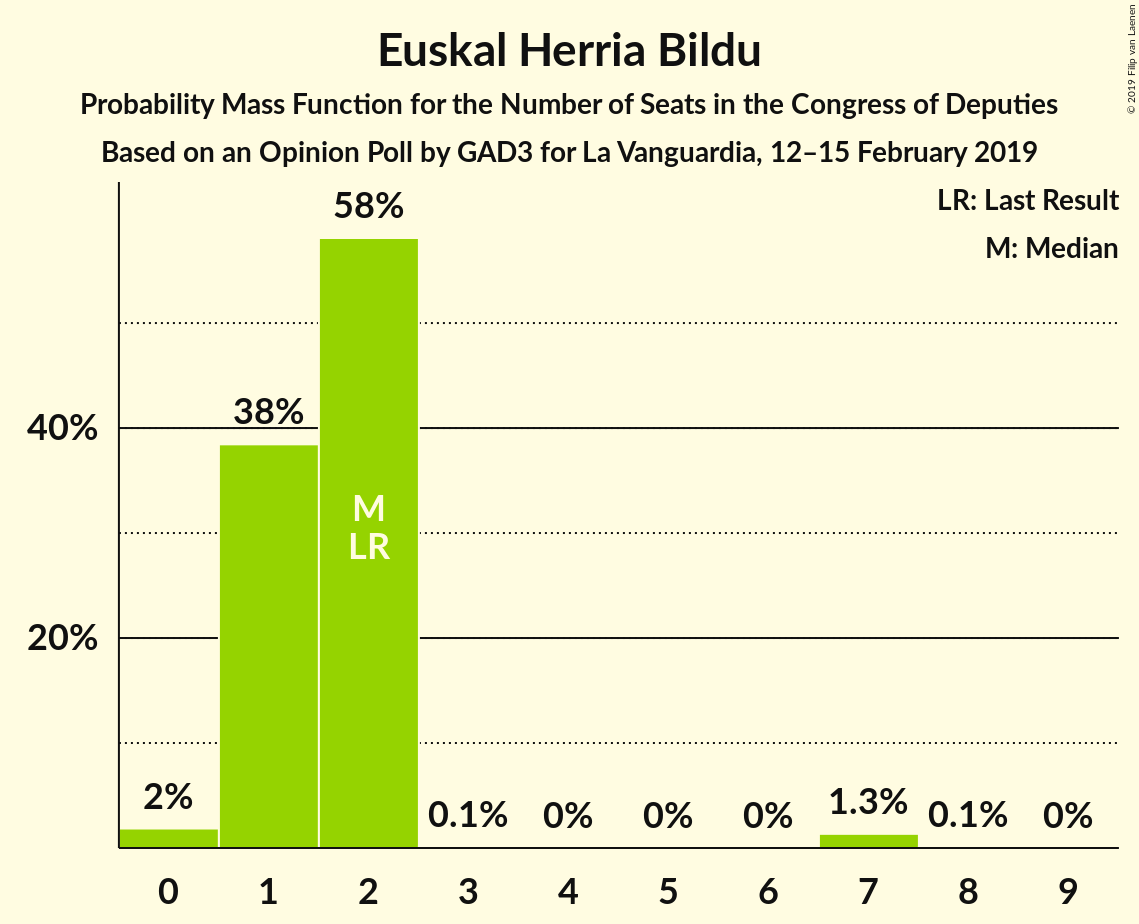 Euskal Herria Bildu
Probability Mass Function for the Number of Seats in the Congress of Deputies
Based on an Opinion Poll by GAD3 for La Vanguardia, 12–15 February 2019
© 2019 Filip van Laenen
LR: Last Result
M: Median
58%
38%
40%
M
LR
20%
2%
0.1%
0%
0%
0%
1.3%
0.1%
0%
0 1 2 3 4 5 6 7 8 9